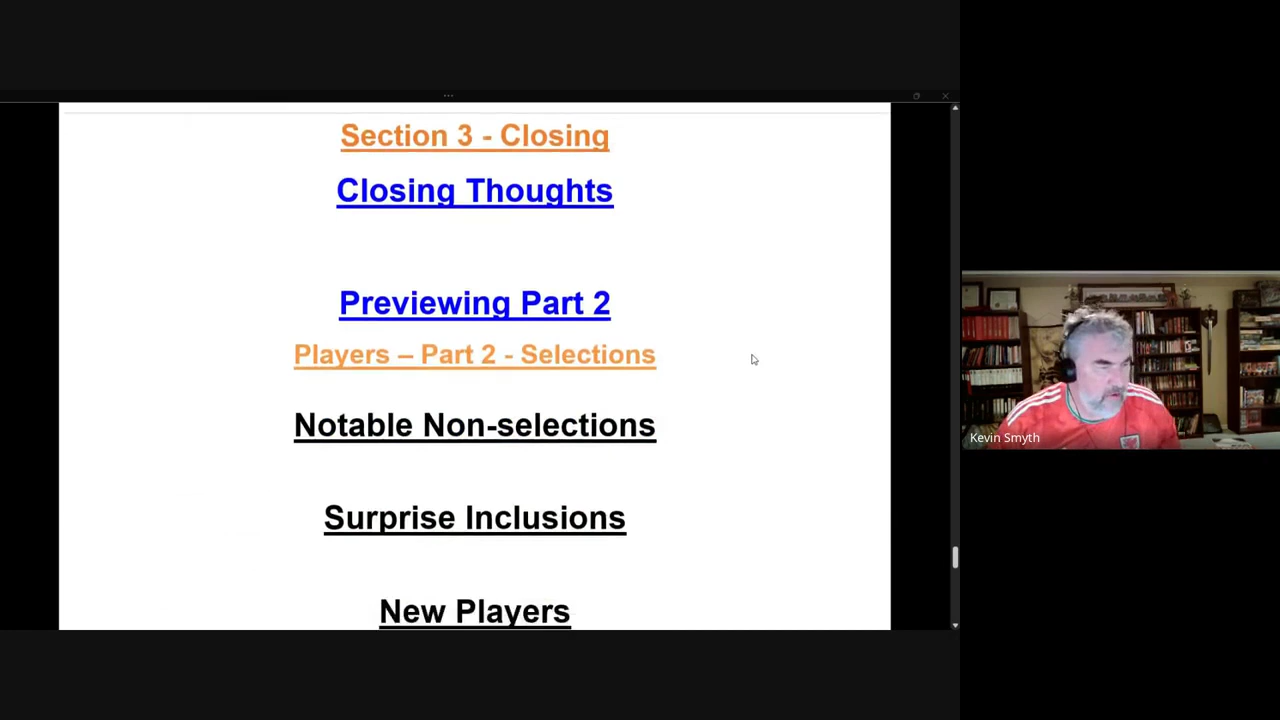 Section 3 - Closing
Closing Thoughts
Previewing Part 2
Players – Part 2 - Selections
Notable Non-selections
Surprise Inclusions
New Players
Kevin Smyth